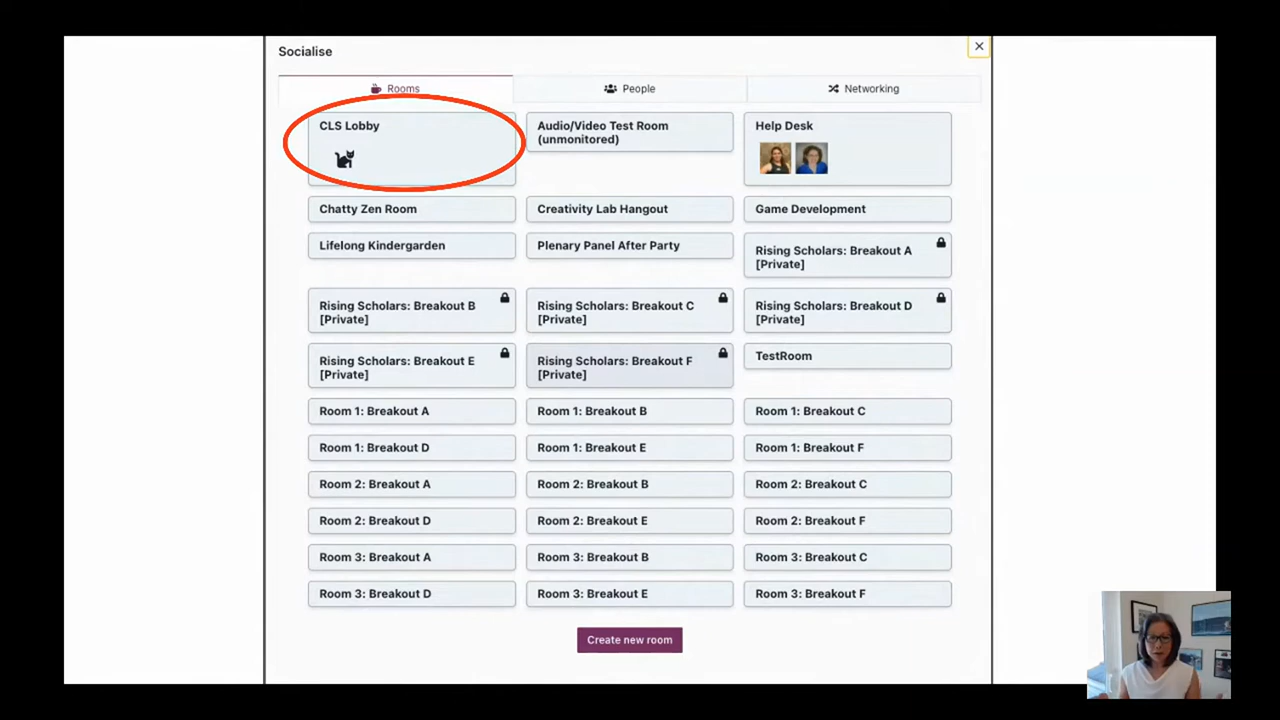 Socialise
Rooms
People
Networking
CLS Lobby
Audio/Video Test Room
(unmonitored)
Help Desk
Chatty Zen Room
Creativity Lab Hangout
Game Development
Lifelong Kindergarden
Plenary Panel After Party
Rising Scholars: Breakout A
[Private]
Rising Scholars: Breakout B
[Private]
Rising Scholars: Breakout C
[Private]
Rising Scholars: Breakout D
[Private]
Rising Scholars: Breakout E
[Private]
Rising Scholars: Breakout F
[Private]
TestRoom
Room 1: Breakout A
Room 1: Breakout B
Room 1: Breakout C
Room 1: Breakout D
Room 1: Breakout E
Room 1: Breakout F
Room 2: Breakout A
Room 2: Breakout B
Room 2: Breakout C
Room 2: Breakout D
Room 2: Breakout E
Room 2: Breakout F
Room 3: Breakout A
Room 3: Breakout B
Room 3: Breakout C
Room 3: Breakout D
Room 3: Breakout E
Room 3: Breakout F
Create new room